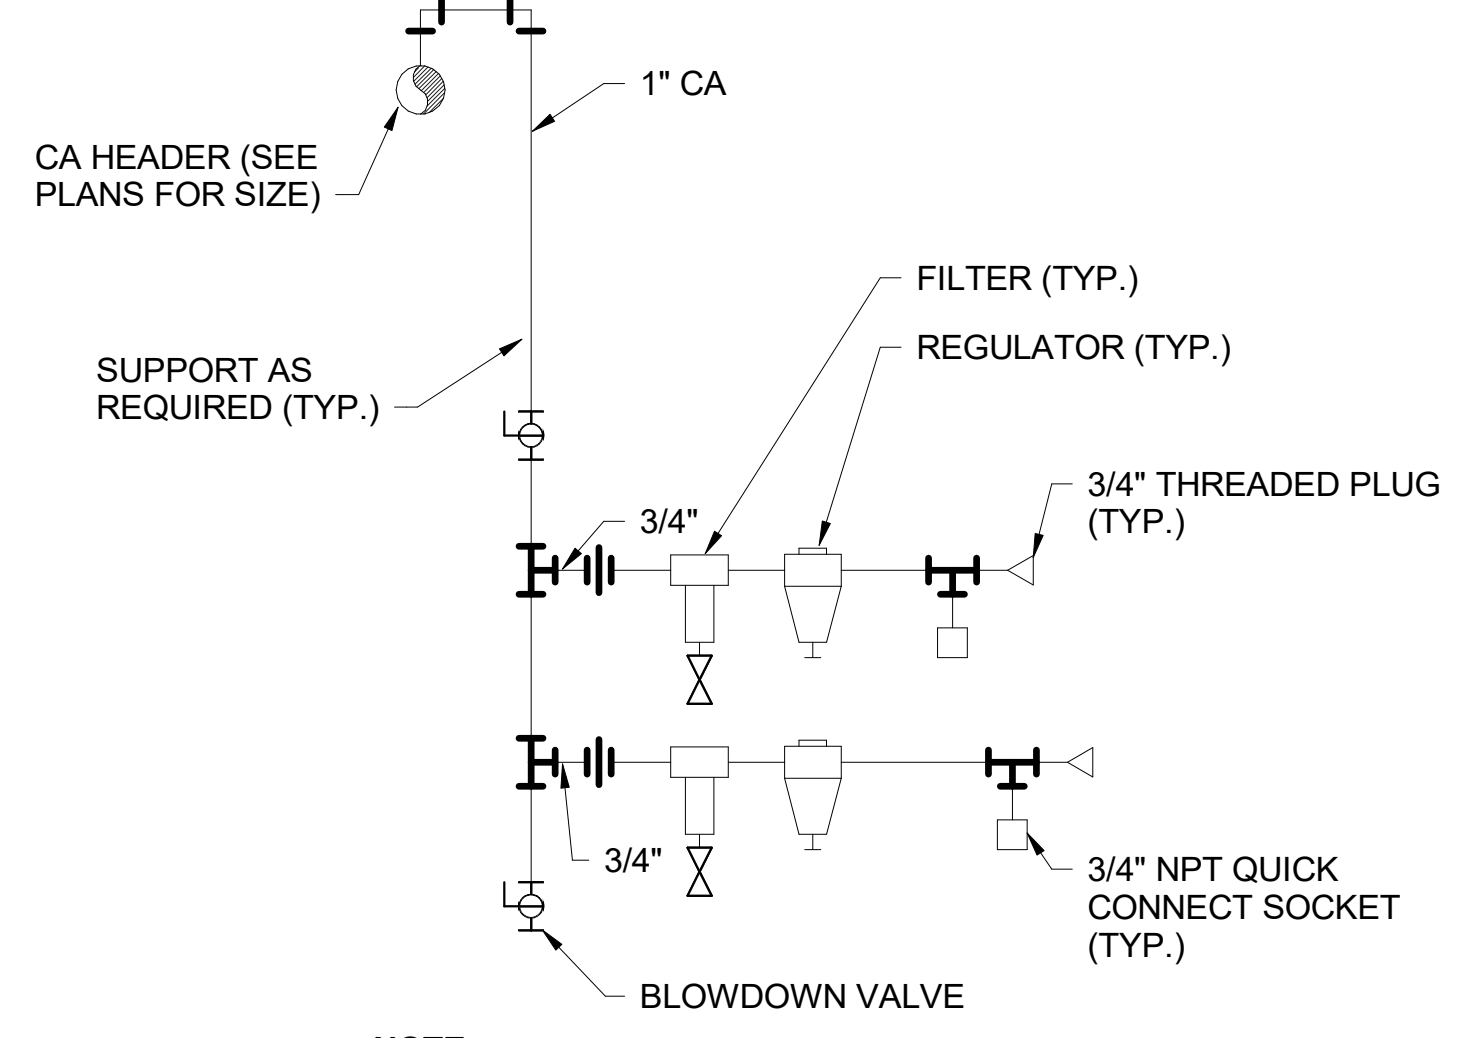 1" CA
CA HEADER (SEE
PLANS FOR SIZE)
FILTER (TYP.)
REGULATOR (TYP.)
SUPPORT AS
REQUIRED (TYP.)
3/4" THREADED PLUG
(TYP.)
3/4"
3/4"
3/4" NPT QUICK
CONNECT SOCKET
(TYP.)
BLOWDOWN VALVE